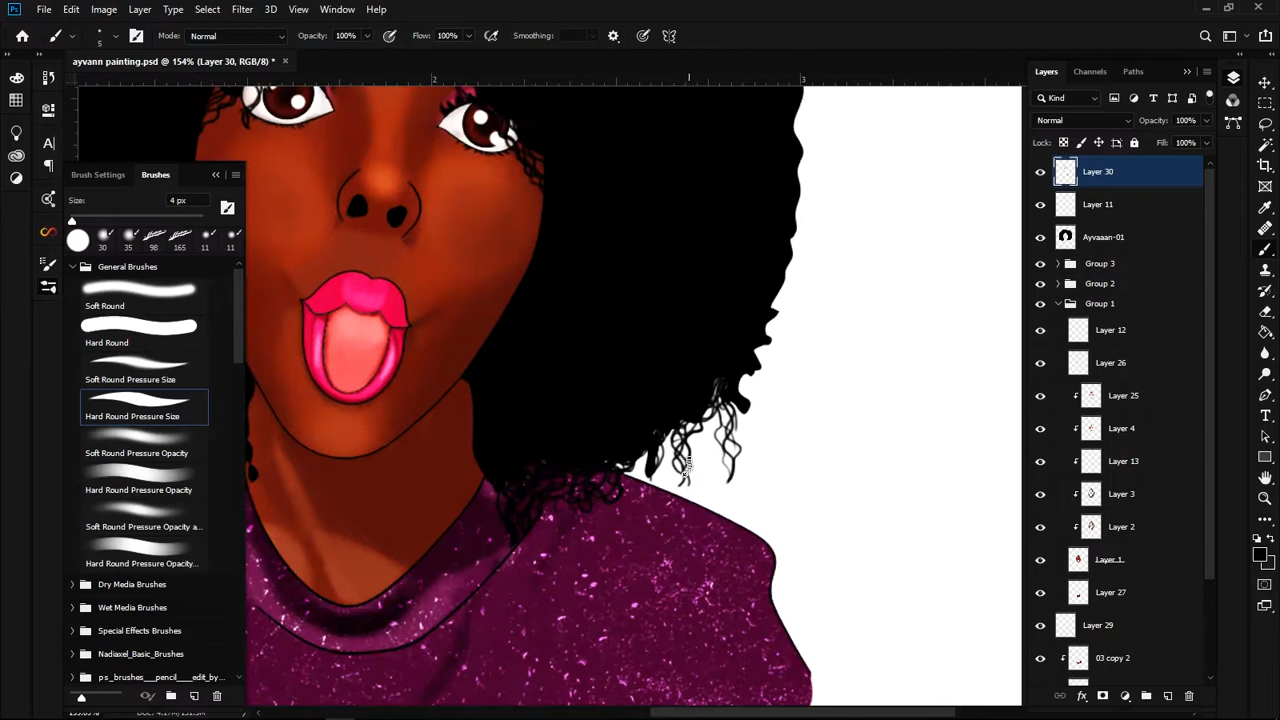 Ps File Edit Image Layer Type Select Filter 3D View Window Help
5 Mode: Normal Opacity: 100% Flow: 100% Smoothing:
ayvann painting.psd @ 154% (Layer 30, RGB/8) * ×
2 3
Brush Settings Brushes
Size: 4 px
30 35 98 165 11 11
General Brushes
Soft Round
Hard Round
Soft Round Pressure Size
Hard Round Pressure Size
Soft Round Pressure Opacity
Hard Round Pressure Opacity
Soft Round Pressure Opacity a...
Hard Round Pressure Opacity...
Dry Media Brushes
Wet Media Brushes
Special Effects Brushes
Nadiaxel_Basic_Brushes
ps_brushes___pencil___edit_by...
Layers Channels Paths
Kind
Normal Opacity: 100%
Lock: Fill: 100%
Layer 30
Layer 11
Ayvaaan-01
Group 3
Group 2
Group 1
Layer 12
Layer 26
Layer 25
Layer 4
Layer 13
Layer 3
Layer 2
Layer 1
Layer 27
Layer 29
03 copy 2